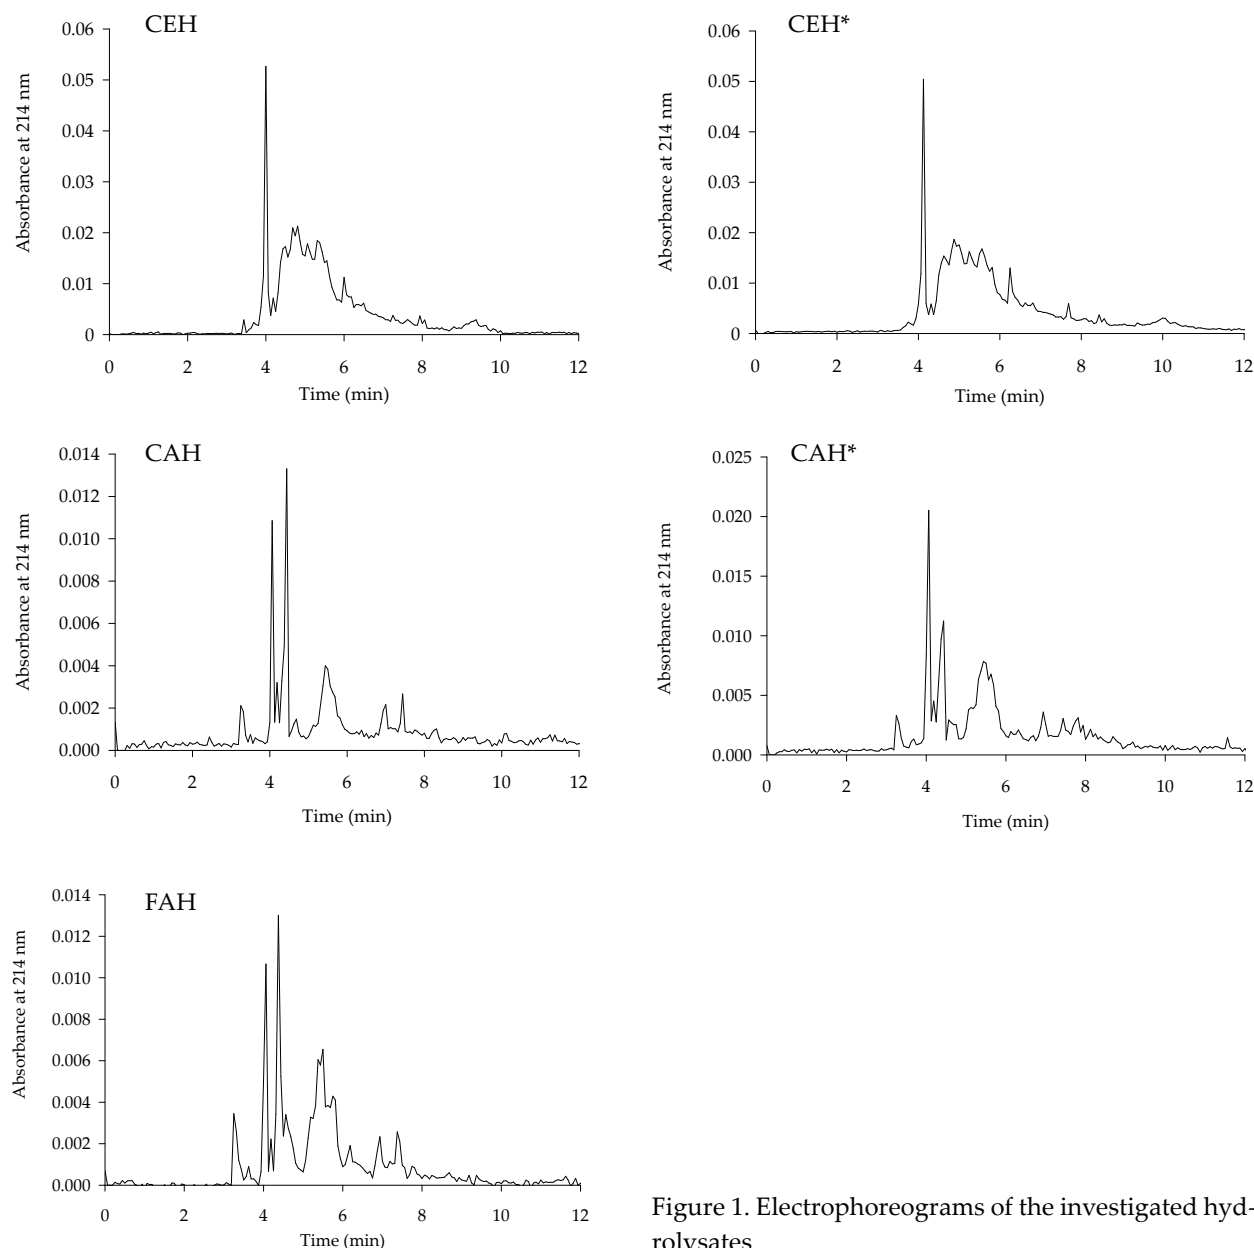 CEH
Absorbance at 214 nm
0.06
0.05
0.04
0.03
0.02
0.01
0
0 2 4 6 8 10 12
Time (min)
CEH*
Absorbance at 214 nm
0.06
0.05
0.04
0.03
0.02
0.01
0
0 2 4 6 8 10 12
Time (min)
CAH
Absorbance at 214 nm
0.014
0.012
0.010
0.008
0.006
0.004
0.002
0.000
0 2 4 6 8 10 12
Time (min)
CAH*
Absorbance at 214 nm
0.025
0.020
0.015
0.010
0.005
0.000
0 2 4 6 8 10 12
Time (min)
FAH
Absorbance at 214 nm
0.014
0.012
0.010
0.008
0.006
0.004
0.002
0.000
0 2 4 6 8 10 12
Time (min)
Figure 1. Electrophoreograms of the investigated hyd-
rolysates